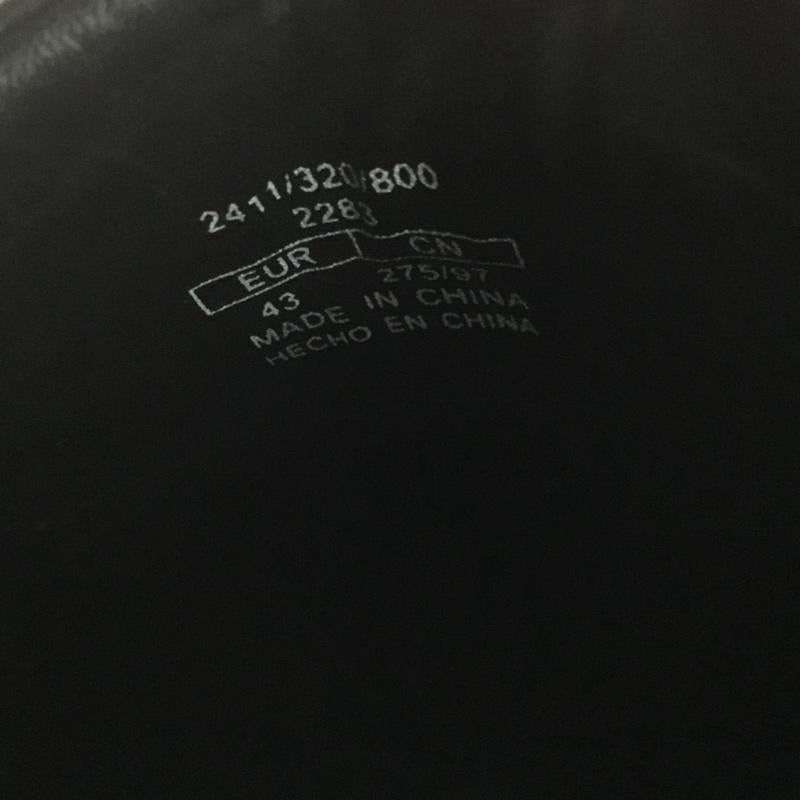 2411/320/800
2283
EUR CN
43 275/97
MADE IN CHINA
HECHO EN CHINA